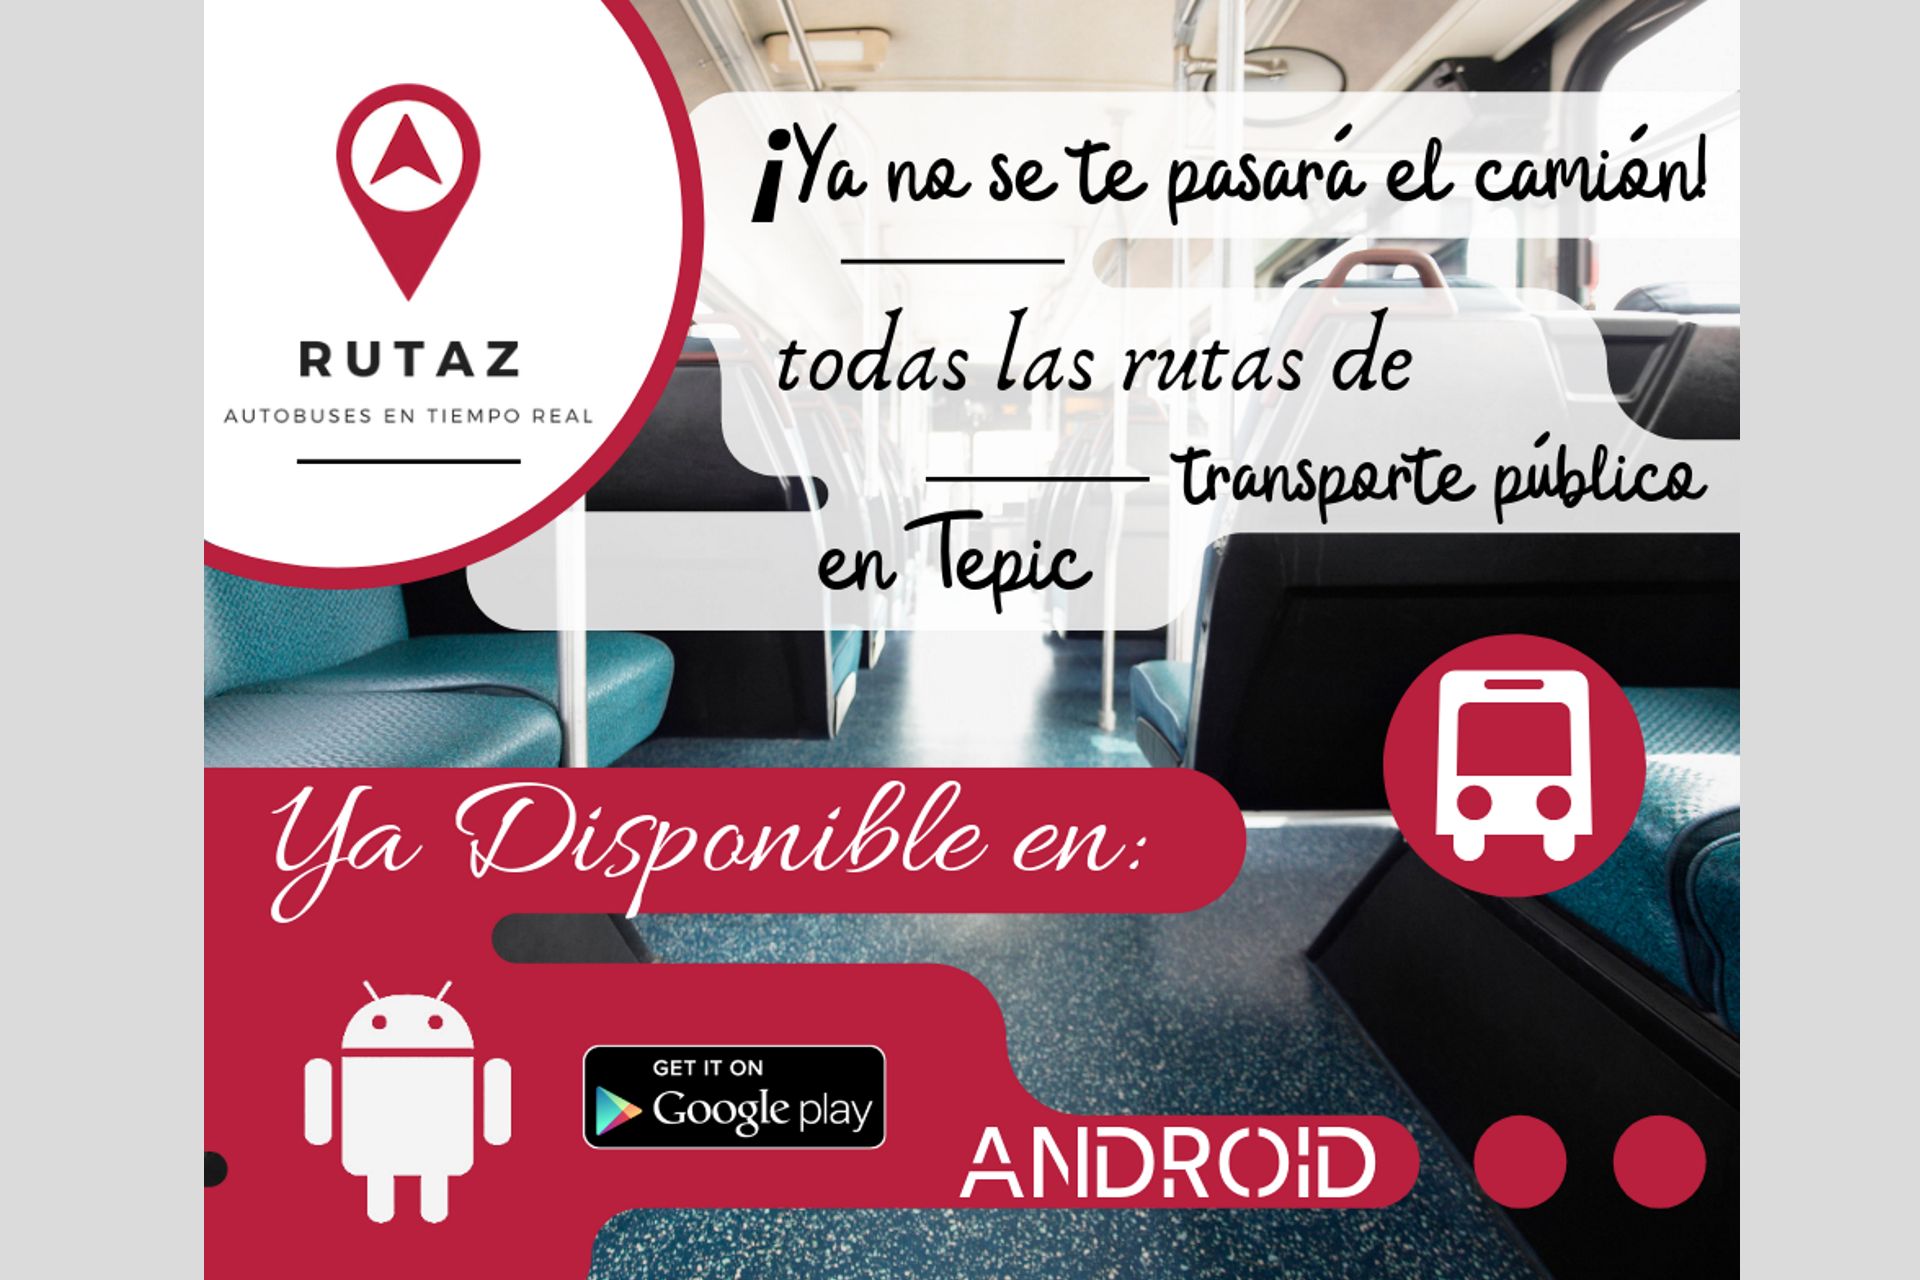 RUTAZ
AUTOBUSES EN TIEMPO REAL
¡Ya no se te pasará el camión!
todas las rutas de
transporte público
en Tepic
Ya Disponible en:
GET IT ON
Google play
ANDROID